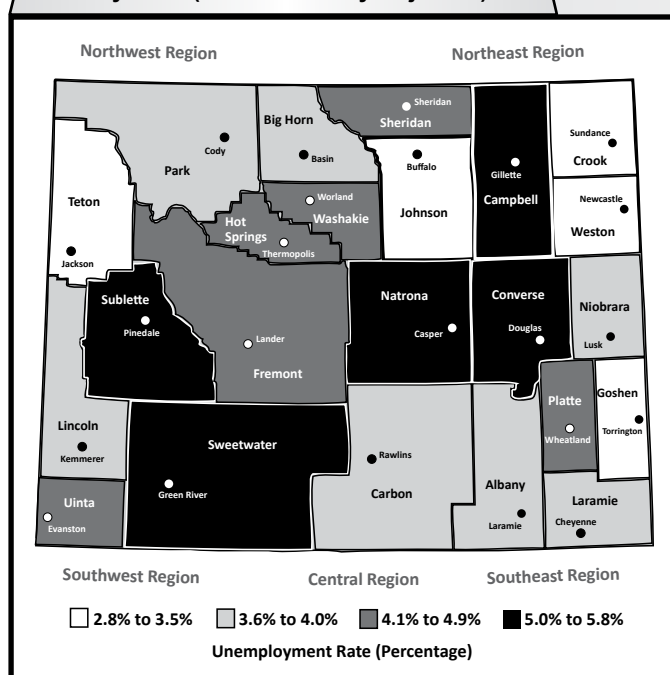 Northwest Region
Northeast Region
Sheridan
Sheridan
Big Horn
Basin
Cody
Park
Buffalo
Johnson
Gillette
Campbell
Sundance
Crook
Newcastle
Weston
Teton
Jackson
Worland
Washakie
Hot
Springs
Thermopolis
Sublette
Pinedale
Lander
Fremont
Natrona
Casper
Converse
Douglas
Niobrara
Lusk
Platte
Wheatland
Goshen
Torrington
Lincoln
Kemmerer
Sweetwater
Green River
Rawlins
Carbon
Albany
Laramie
Laramie
Cheyenne
Uinta
Evanston
Southwest Region
Central Region
Southeast Region
2.8% to 3.5% 3.6% to 4.0% 4.1% to 4.9% 5.0% to 5.8%
Unemployment Rate (Percentage)